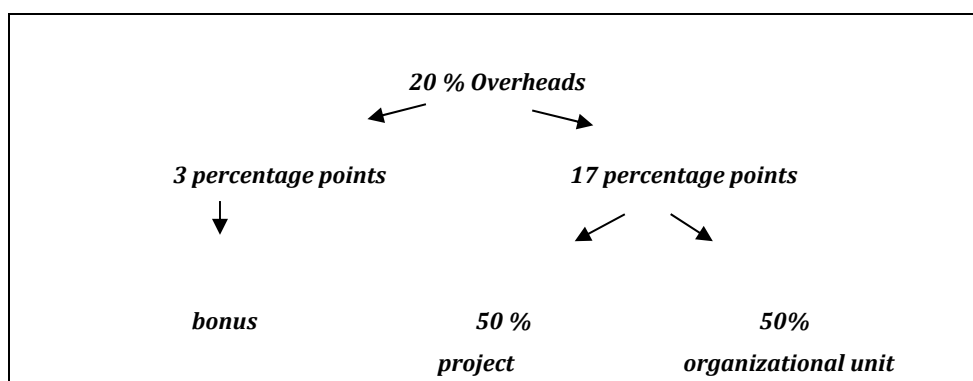 20 % Overheads
3 percentage points 17 percentage points
bonus 50 % 50%
project organizational unit